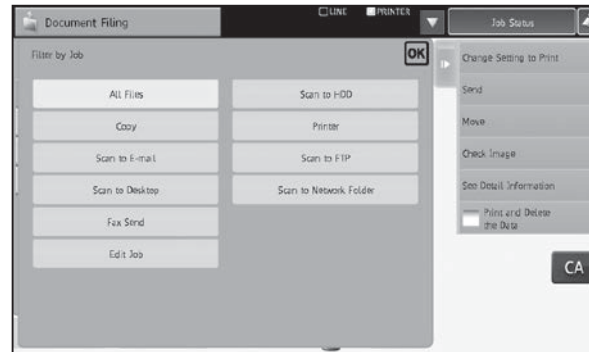 Document Filing
LINE PRINTER
Job Status
Filter by Job
OK
All Files
Scan to HDD
Copy
Printer
Scan to E-mail
Scan to FTP
Scan to Desktop
Scan to Network Folder
Fax Send
Edit Job
Change Setting to Print
Send
Move
Check Image
See Detail Information
Print and Delete
the Data
CA